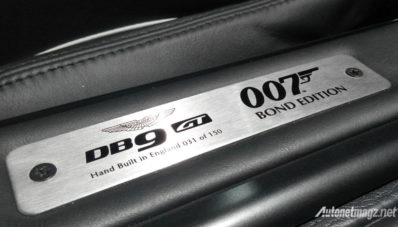 DB9 GT
Hand Built in England 031 of 150
007
BOND EDITION
Autonetmagz.net